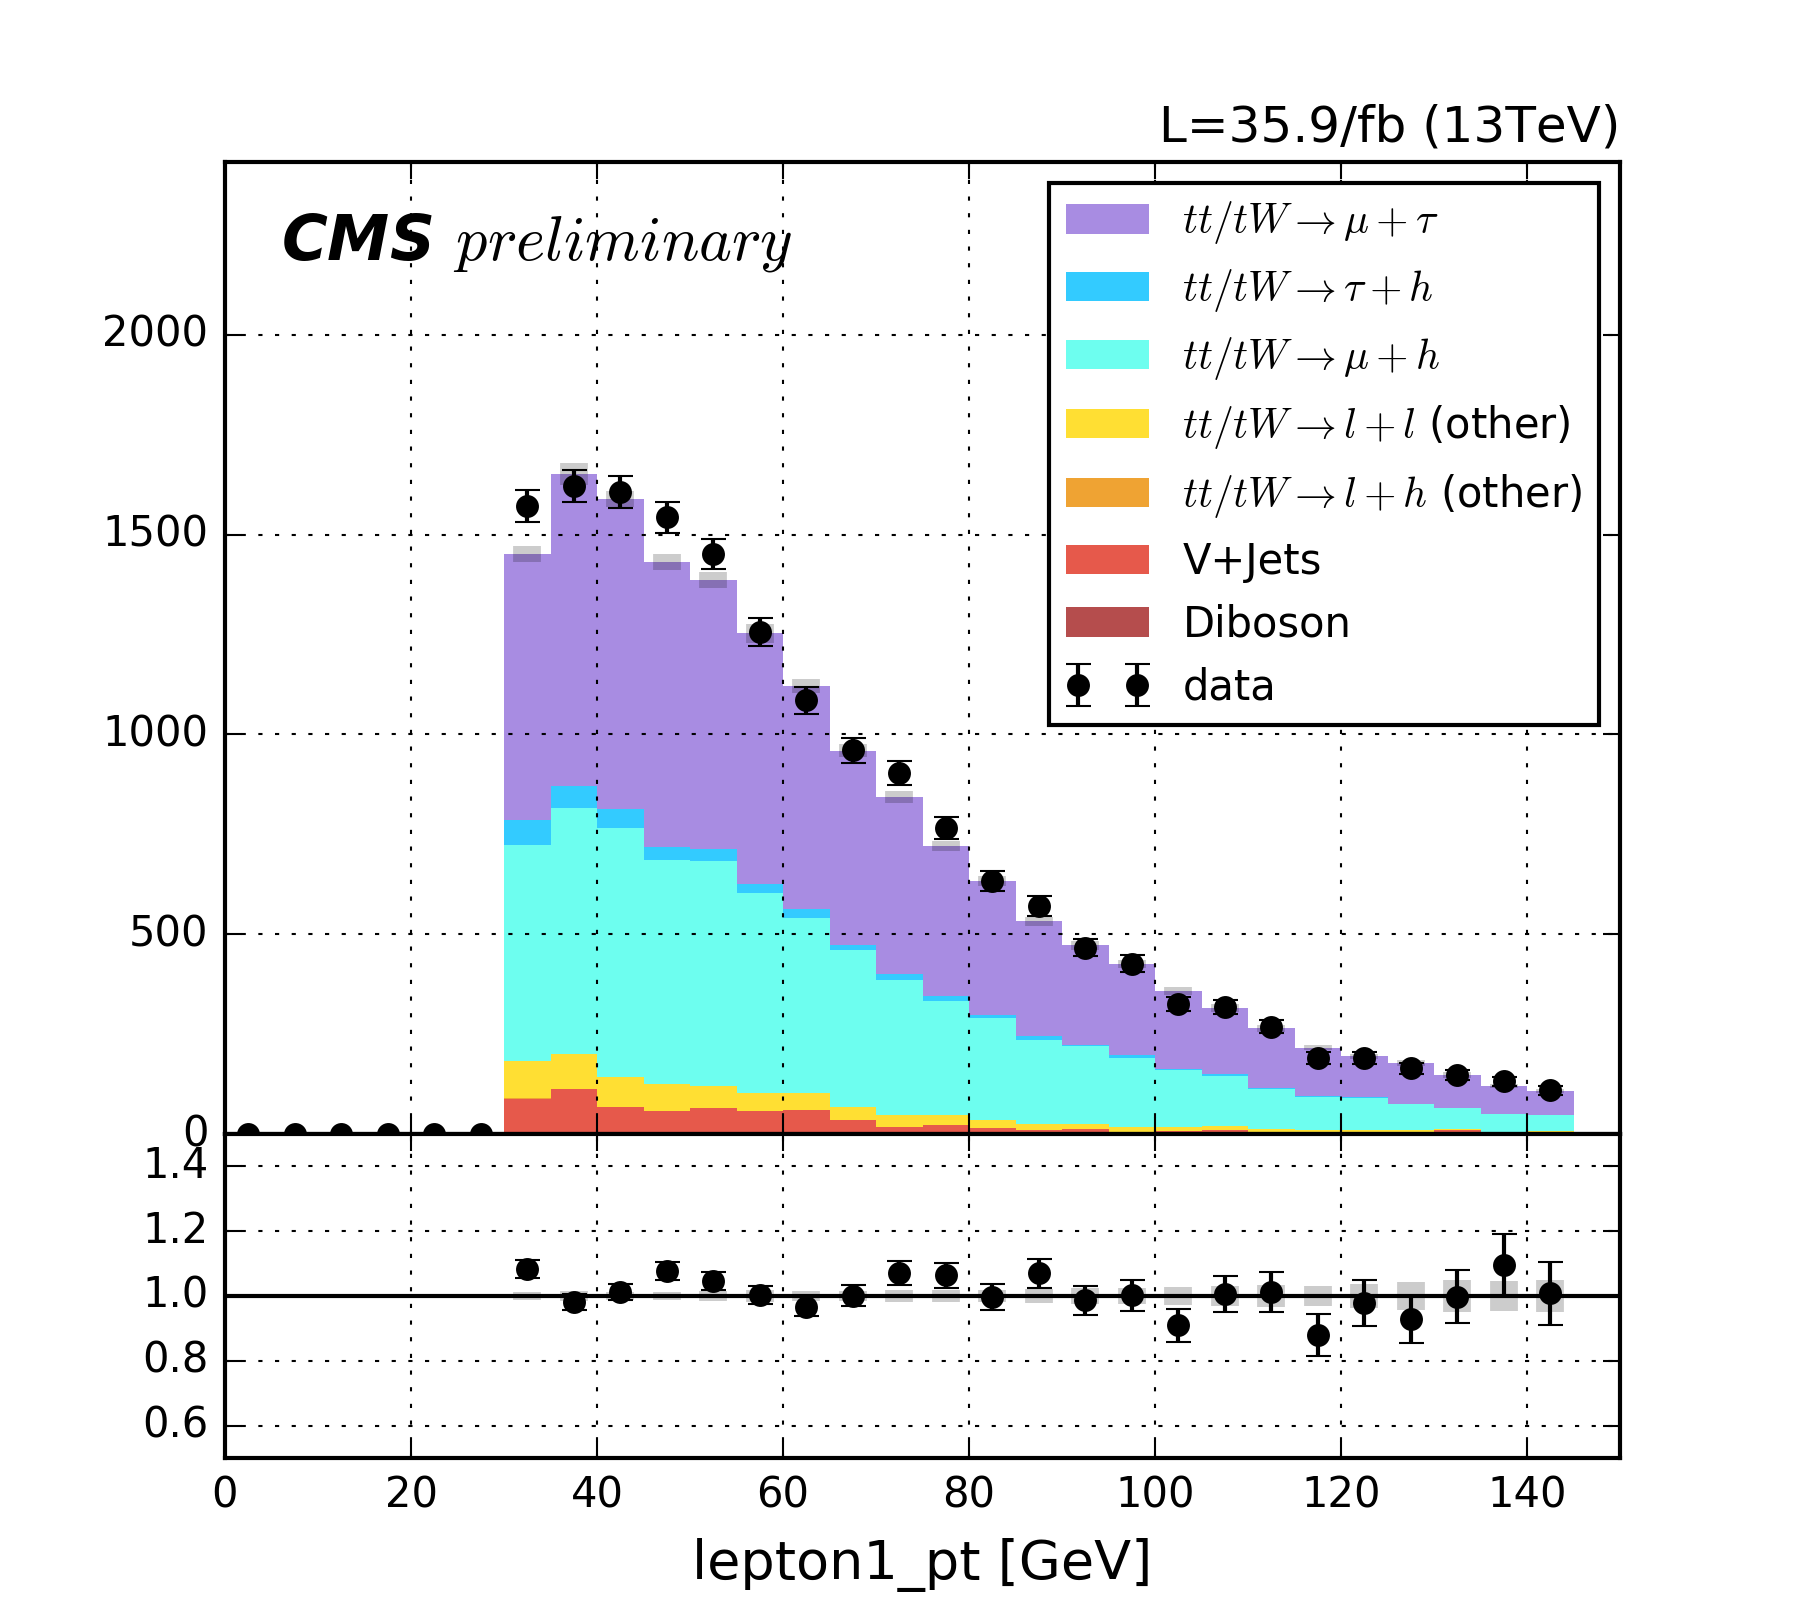 L=35.9/fb (13TeV)
CMS preliminary
tt/tW→μ+τ
tt/tW→τ+h
tt/tW→μ+h
tt/tW→l+l (other)
tt/tW→l+h (other)
V+Jets
Diboson
data
2000
1500
1000
500
0
1.4
1.2
1.0
0.8
0.6
0 20 40 60 80 100 120 140
lepton1_pt [GeV]